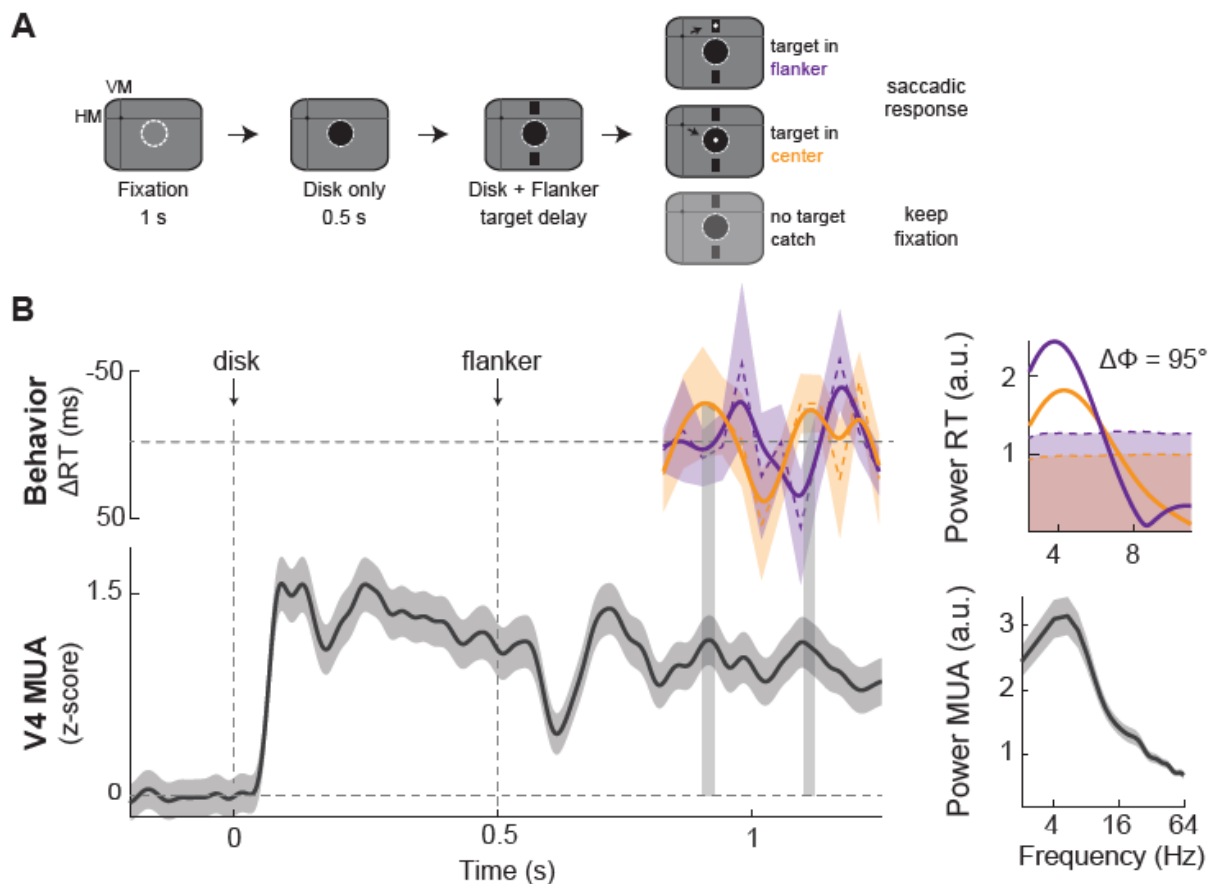 A
VM
HM
Fixation
1 s
Disk only
0.5 s
Disk + Flanker
target delay
target in
flanker
target in
center
no target
catch
saccadic
response
keep
fixation
B
Behavior
ΔRT (ms)
-50
50
disk
flanker
V4 MUA
(z-score)
1.5
0
0
0.5
1
Time (s)
Power RT (a.u.)
2
1
ΔΦ = 95°
4
8
Power MUA (a.u.)
3
2
1
4
16
64
Frequency (Hz)